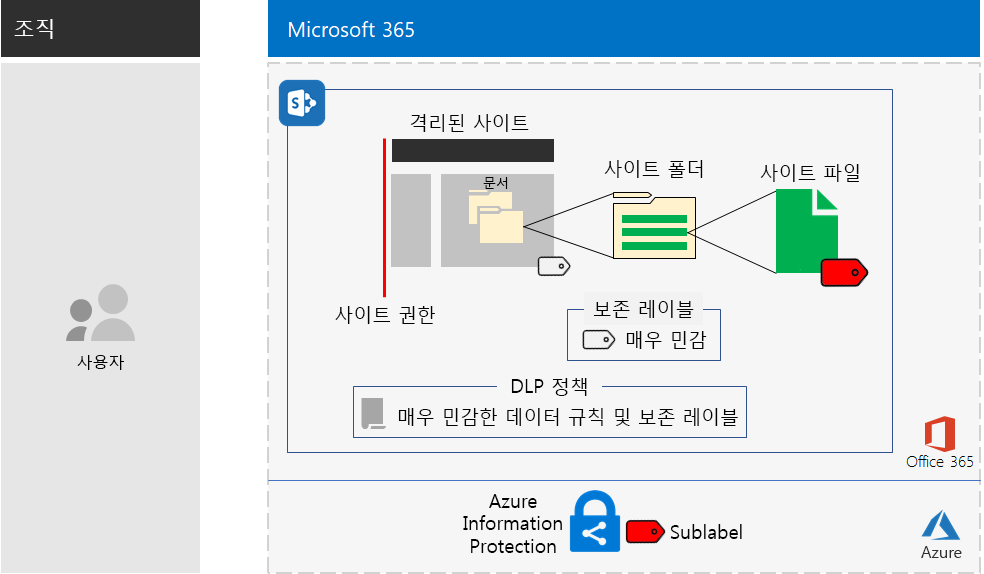 조직
Microsoft 365
S
격리된 사이트
문서
사이트 폴더
사이트 파일
사이트 권한
보존 레이블
매우 민감
DLP 정책
매우 민감한 데이터 규칙 및 보존 레이블
사용자
Office 365
Azure
Information
Protection
Sublabel
Azure